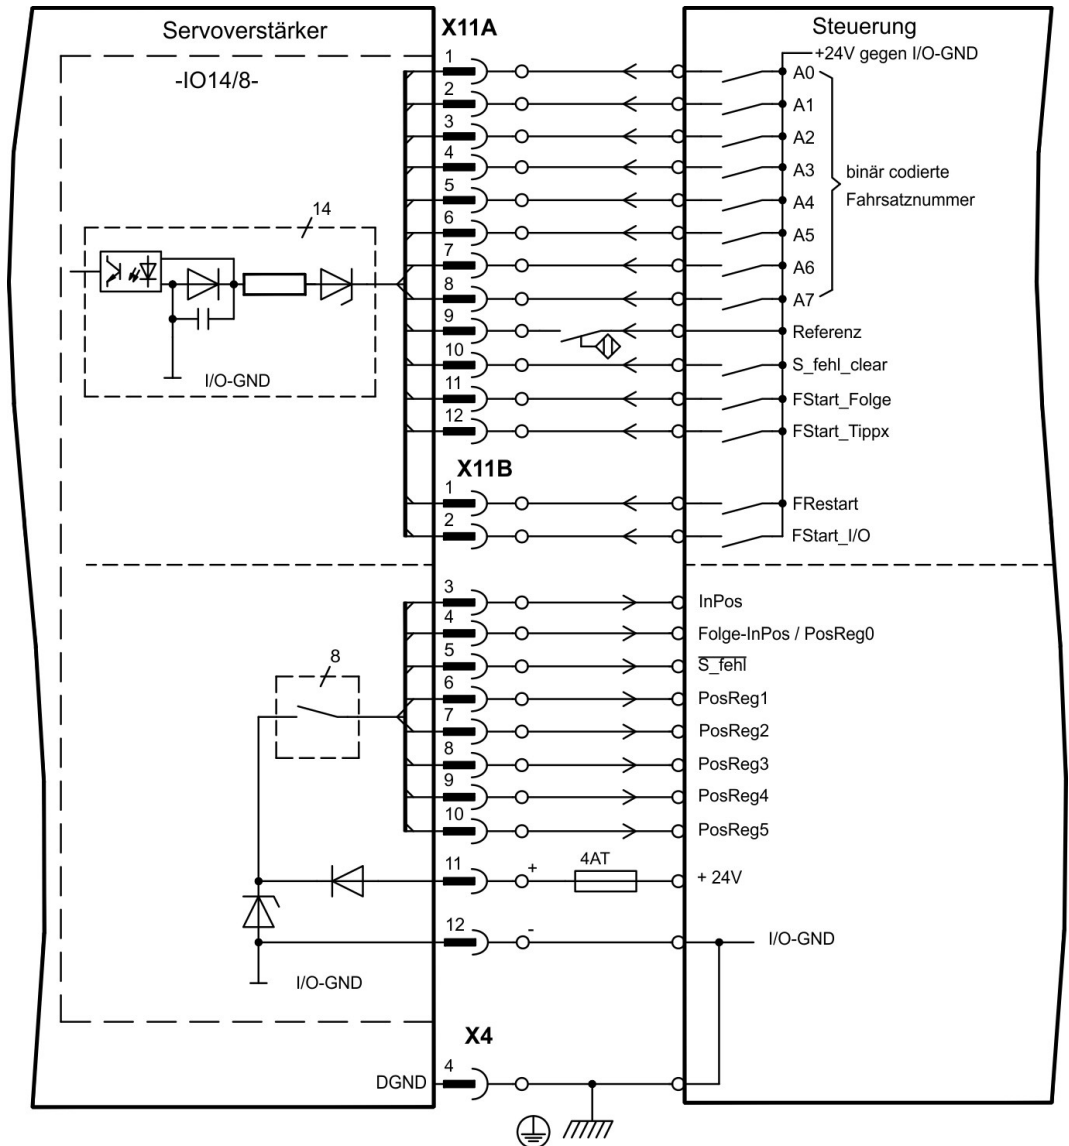 Servoverstärker
X11A
Steuerung
+24V gegen I/O-GND
-IO14/8-
1
A0
2
A1
3
A2
4
A3
binär codierte
Fahrsatznummer
5
A4
14
6
A5
7
A6
8
A7
9
Referenz
10
S_fehl_clear
I/O-GND
11
FStart_Folge
12
FStart_Tippx
X11B
1
FRestart
2
FStart_I/O
3
InPos
4
Folge-InPos / PosReg0
8
5
S_fehl
6
PosReg1
7
PosReg2
8
PosReg3
9
PosReg4
10
PosReg5
11
+
4AT
+ 24V
12
-
I/O-GND
I/O-GND
X4
DGND
4